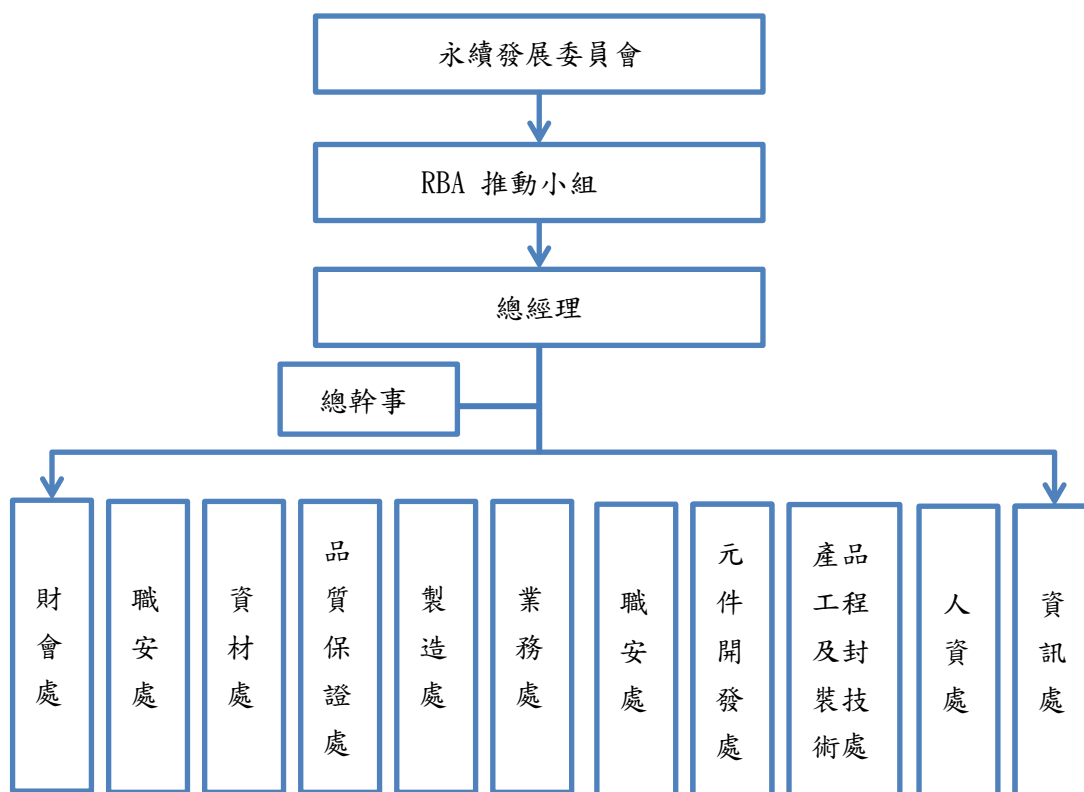 永續發展委員會
RBA 推動小組
總經理
總幹事
財會處
職安處
資材處
品質保證處
製造處
業務處
職安處
元件開發處
產品
工程
及封
裝技
術處
人資處
資訊處